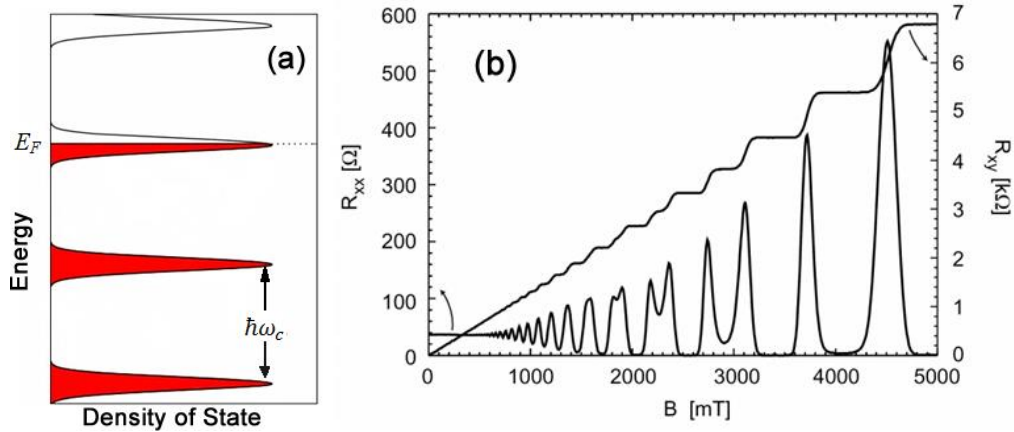 (a)
E_F
Energy
ħω_c
Density of State
(b)
600
500
400
300
200
100
0
R_xx [Ω]
7
6
5
4
3
2
1
0
R_xy [kΩ]
0 1000 2000 3000 4000 5000
B [mT]